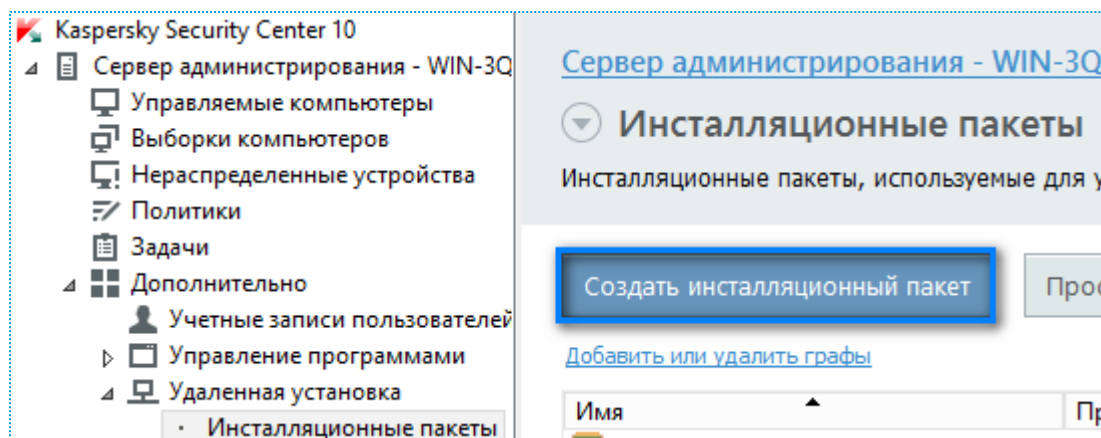 Kaspersky Security Center 10
Сервер администрирования - WIN-3Q
Управляемые компьютеры
Выборки компьютеров
Нераспределенные устройства
Политики
Задачи
Дополнительно
Учетные записи пользователей
Управление программами
Удаленная установка
Инсталляционные пакеты
Сервер администрирования - WIN-3Q
Инсталляционные пакеты
Инсталляционные пакеты, используемые для у
Создать инсталляционный пакет
Прос
Добавить или удалить графы
Имя
Пр